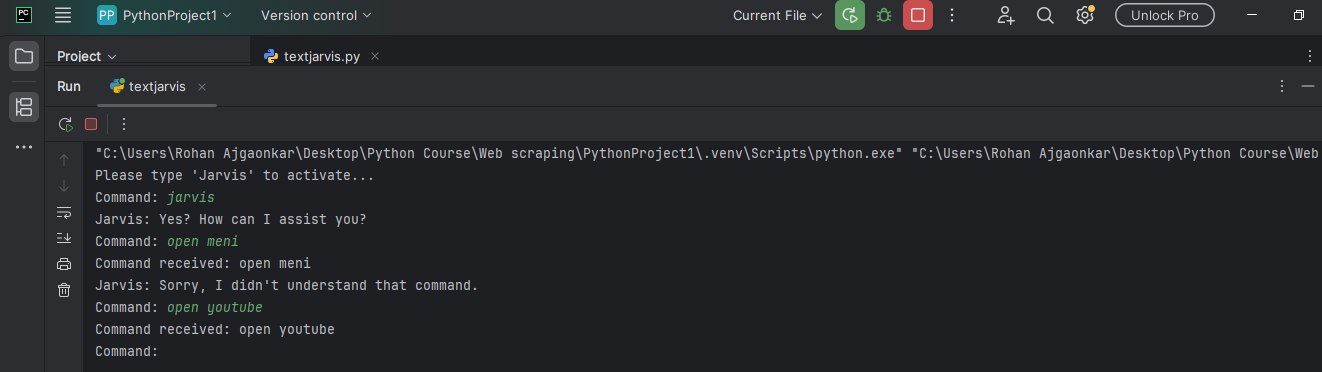 PC PP PythonProject1 Version control Current File Unlock Pro
Project textjarvis.py
Run textjarvis
"C:\Users\Rohan Ajgaonkar\Desktop\Python Course\Web scraping\PythonProject1\.venv\Scripts\python.exe" "C:\Users\Rohan Ajgaonkar\Desktop\Python Course\Web
Please type 'Jarvis' to activate...
Command: jarvis
Jarvis: Yes? How can I assist you?
Command: open meni
Command received: open meni
Jarvis: Sorry, I didn't understand that command.
Command: open youtube
Command received: open youtube
Command: